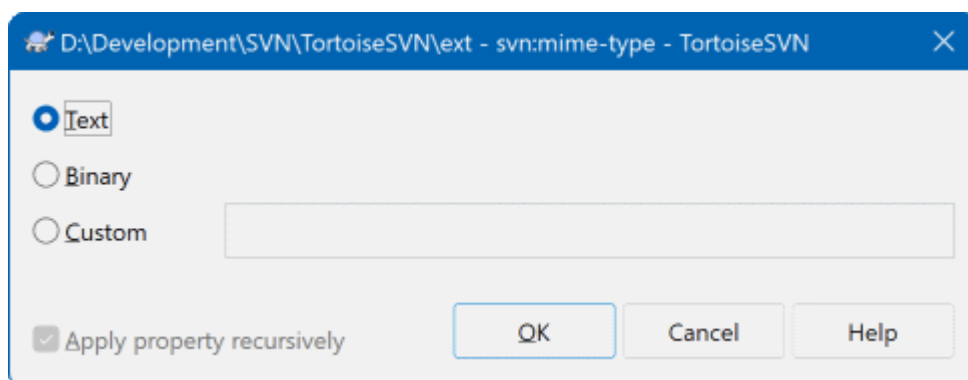 D:\Development\SVN\TortoiseSVN\ext - svn:mime-type - TortoiseSVN
Text
Binary
Custom
Apply property recursively OK Cancel Help